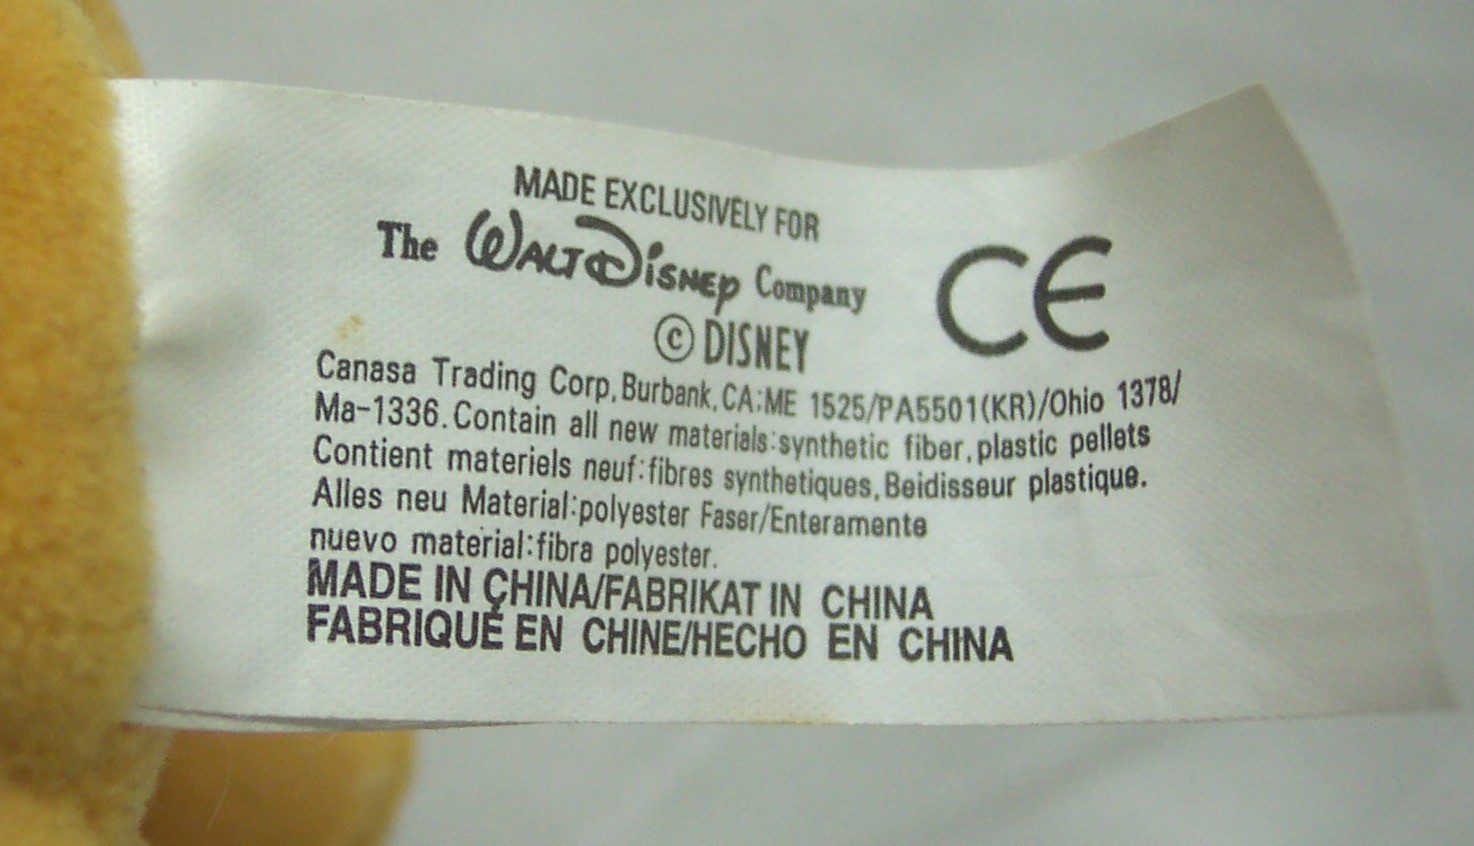 MADE EXCLUSIVELY FOR
The WALT DISNEY Company
© DISNEY
CE
Canasa Trading Corp, Burbank, CA:ME 1525/PA5501(KR)/Ohio 1378/
Ma-1336. Contain all new materials:synthetic fiber, plastic pellets
Contient materiels neuf:fibres synthetiques, Beidisseur plastique.
Alles neu Material:polyester Faser/Enteramente
nuevo material:fibra polyester.
MADE IN CHINA/FABRIKAT IN CHINA
FABRIQUÉ EN CHINE/HECHO EN CHINA